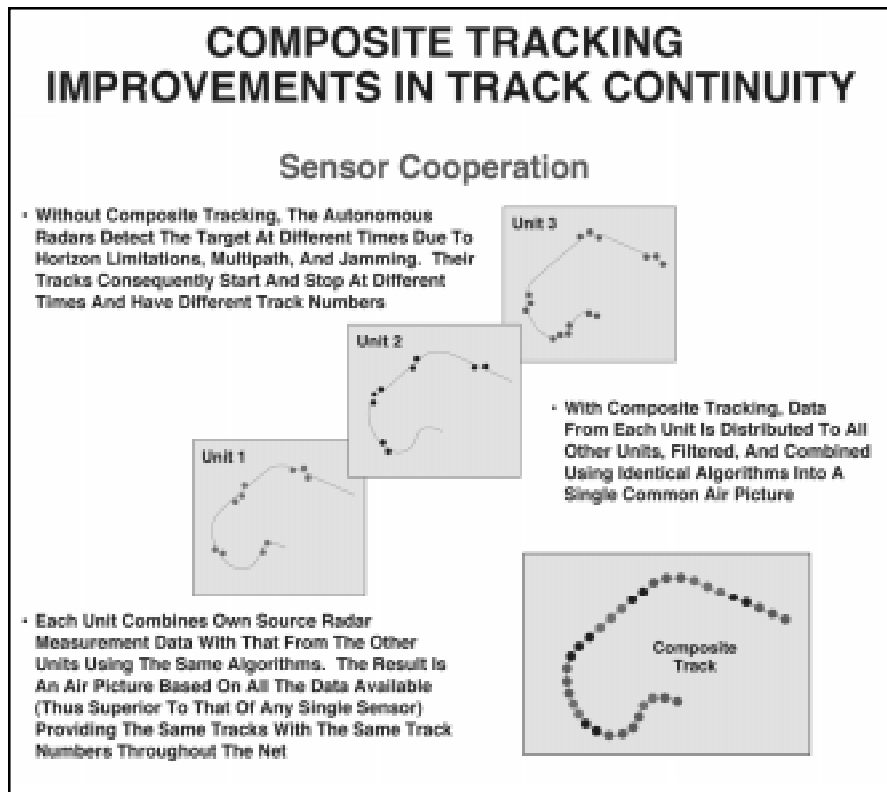 COMPOSITE TRACKING
IMPROVEMENTS IN TRACK CONTINUITY
Sensor Cooperation
• Without Composite Tracking, The Autonomous
Radars Detect The Target At Different Times Due To
Horizon Limitations, Multipath, And Jamming. Their
Tracks Consequently Start And Stop At Different
Times And Have Different Track Numbers
Unit 3
Unit 2
Unit 1
• With Composite Tracking, Data
From Each Unit Is Distributed To All
Other Units, Filtered, And Combined
Using Identical Algorithms Into A
Single Common Air Picture
• Each Unit Combines Own Source Radar
Measurement Data With That From The Other
Units Using The Same Algorithms. The Result Is
An Air Picture Based On All The Data Available
(Thus Superior To That Of Any Single Sensor)
Providing The Same Tracks With The Same Track
Numbers Throughout The Net
Composite
Track